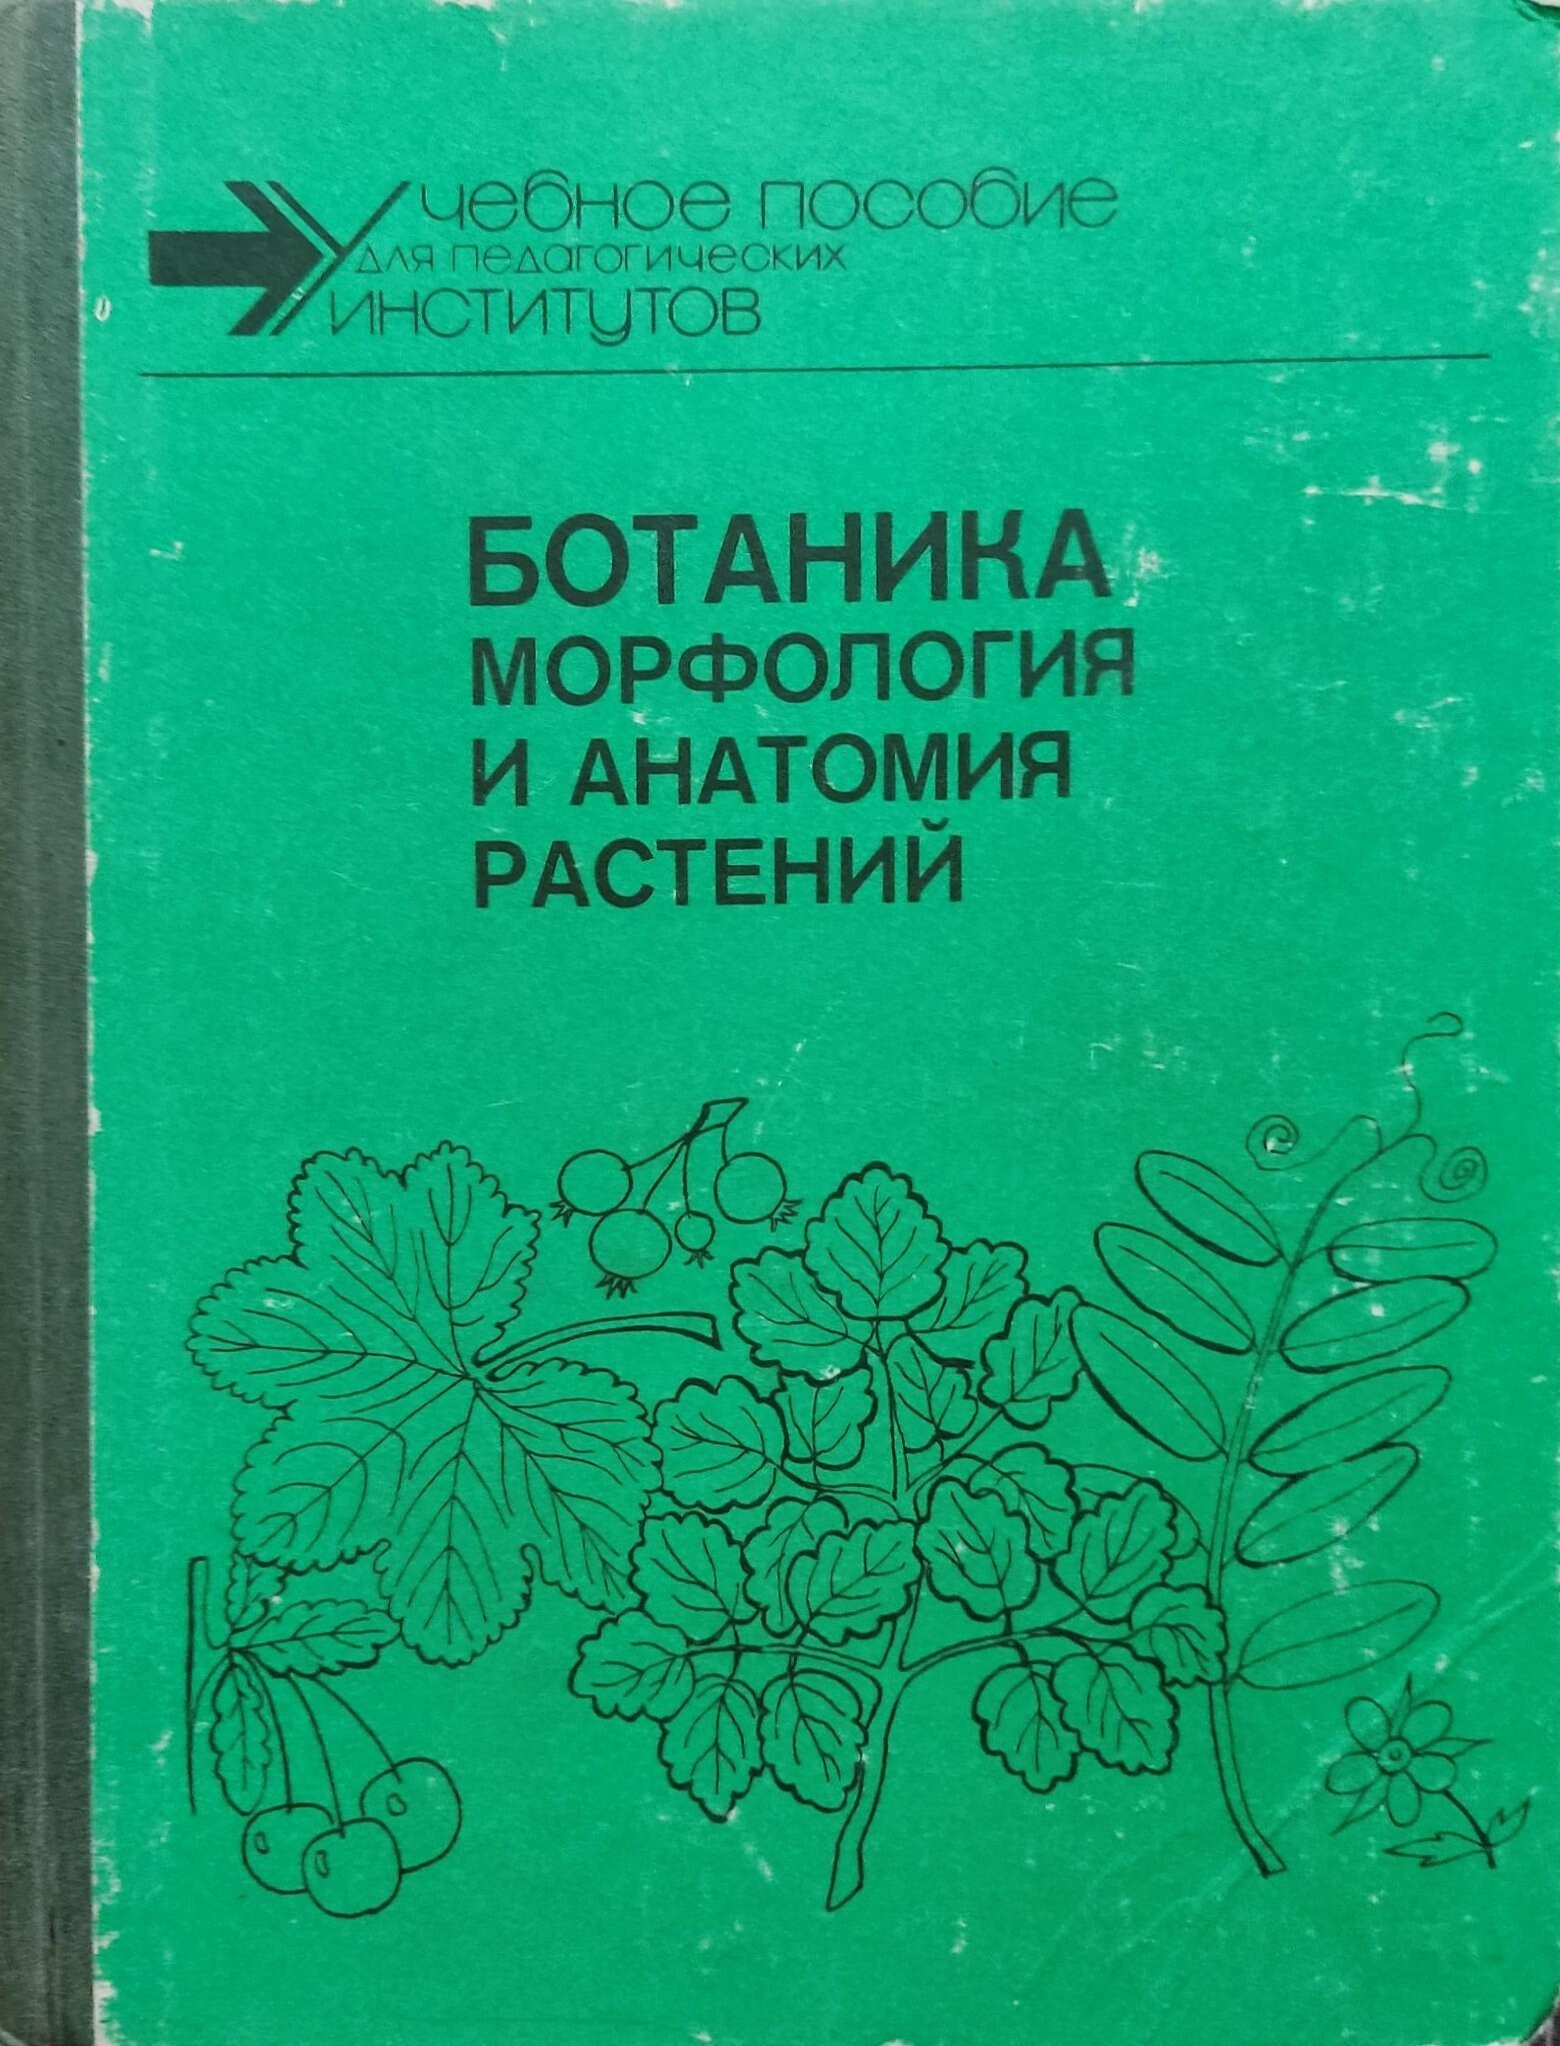 Учебное пособие
для педагогических
институтов
БОТАНИКА
МОРФОЛОГИЯ
И АНАТОМИЯ
РАСТЕНИЙ